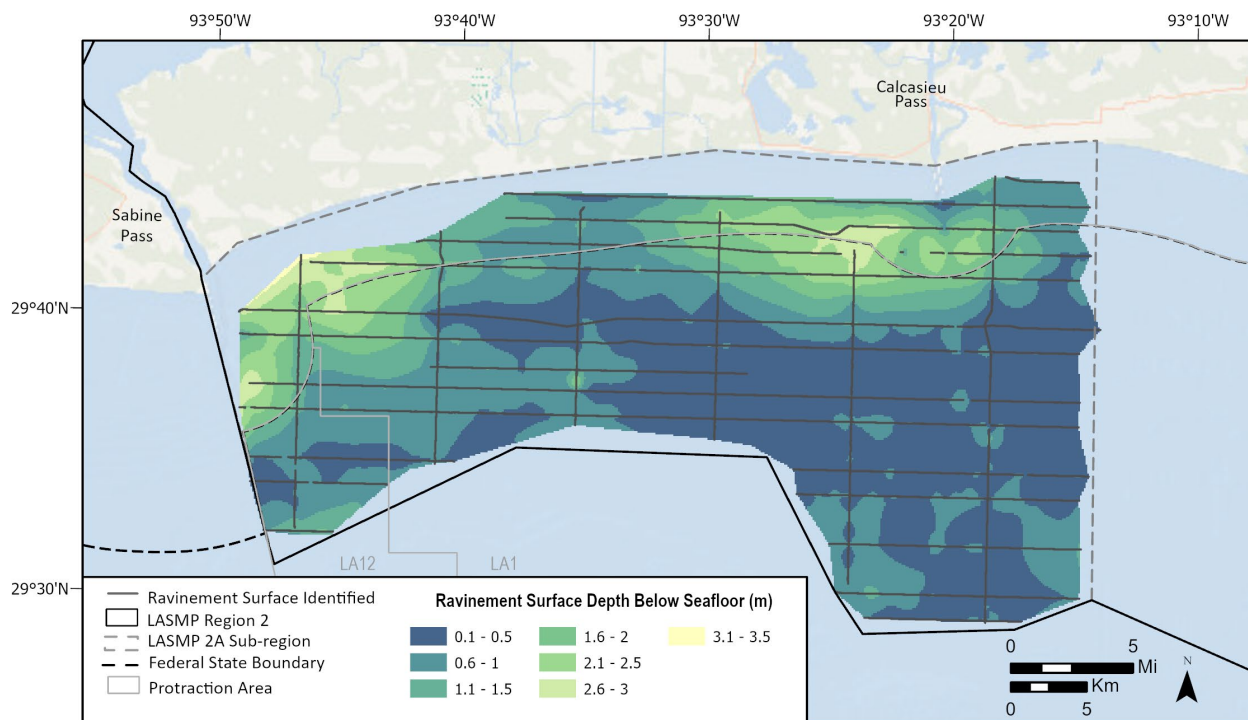 93°50'W 93°40'W 93°30'W 93°20'W 93°10'W
Calcasieu
Pass
Sabine
Pass
29°40'N
29°30'N
LA12 LA1
Ravinement Surface Identified
LASMP Region 2
LASMP 2A Sub-region
Federal State Boundary
Protraction Area
Ravinement Surface Depth Below Seafloor (m)
0.1 - 0.5 1.6 - 2 3.1 - 3.5
0.6 - 1 2.1 - 2.5
1.1 - 1.5 2.6 - 3
0 5
Mi
Km
0 5
N